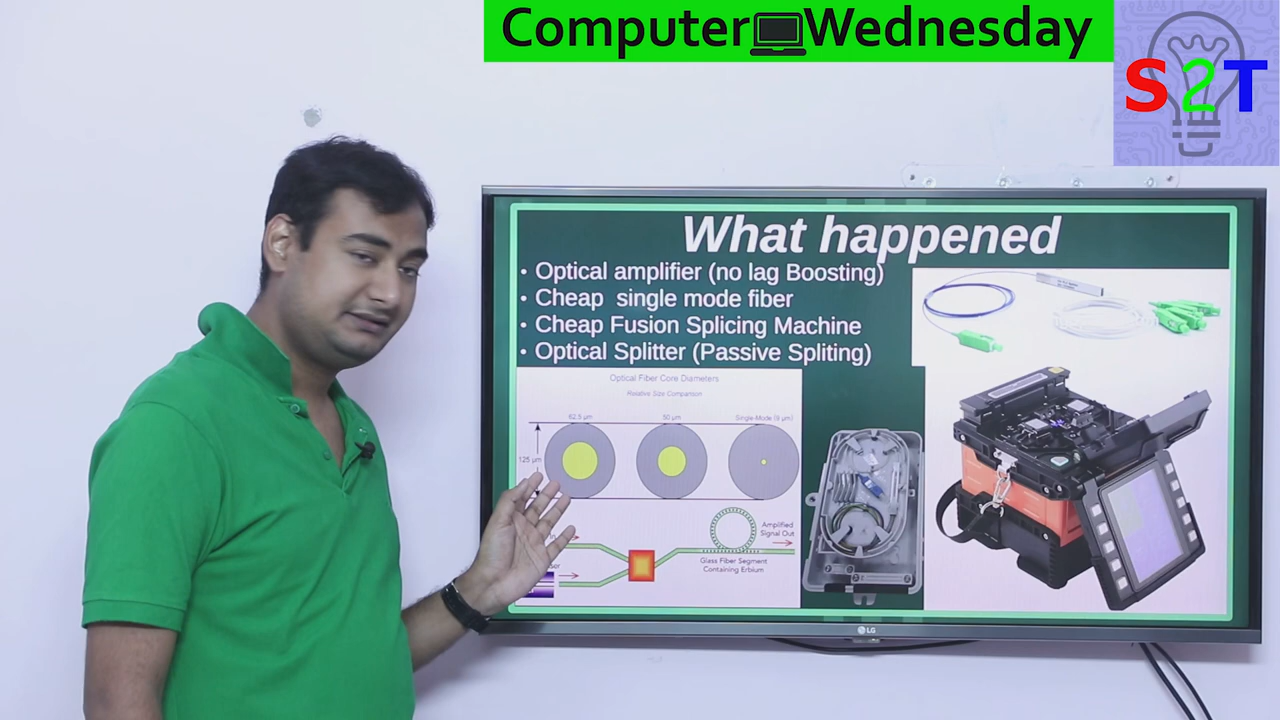 Computer Wednesday
S2T
What happened
• Optical amplifier (no lag Boosting)
• Cheap single mode fiber
• Cheap Fusion Splicing Machine
• Optical Splitter (Passive Spliting)
Optical Fiber Core Diameters
Relative Size Comparison
62.5 µm
50 µm
Single-Mode (9 µm)
125 µm
In
Amplified
Signal Out
Glass Fiber Segment
Containing Erbium
LG